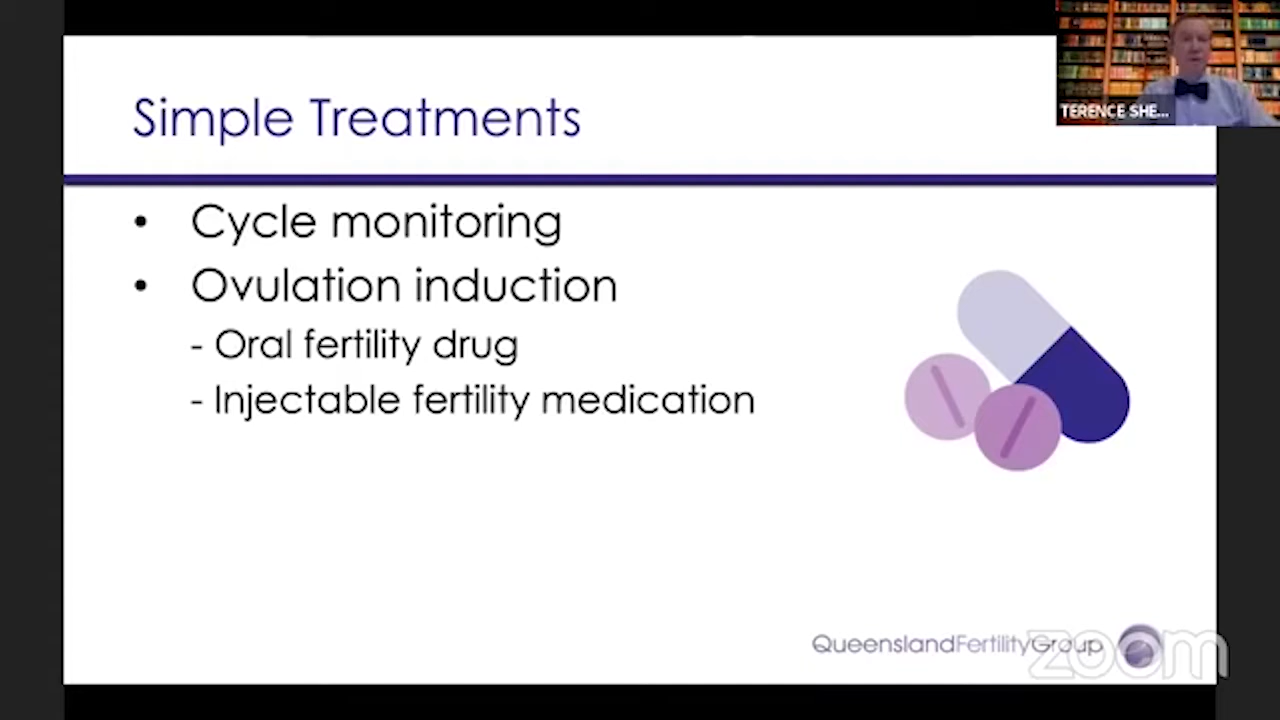 TERENCE SHE...
Simple Treatments
• Cycle monitoring
• Ovulation induction
- Oral fertility drug
- Injectable fertility medication
QueenslandFertilityGroup
zoom